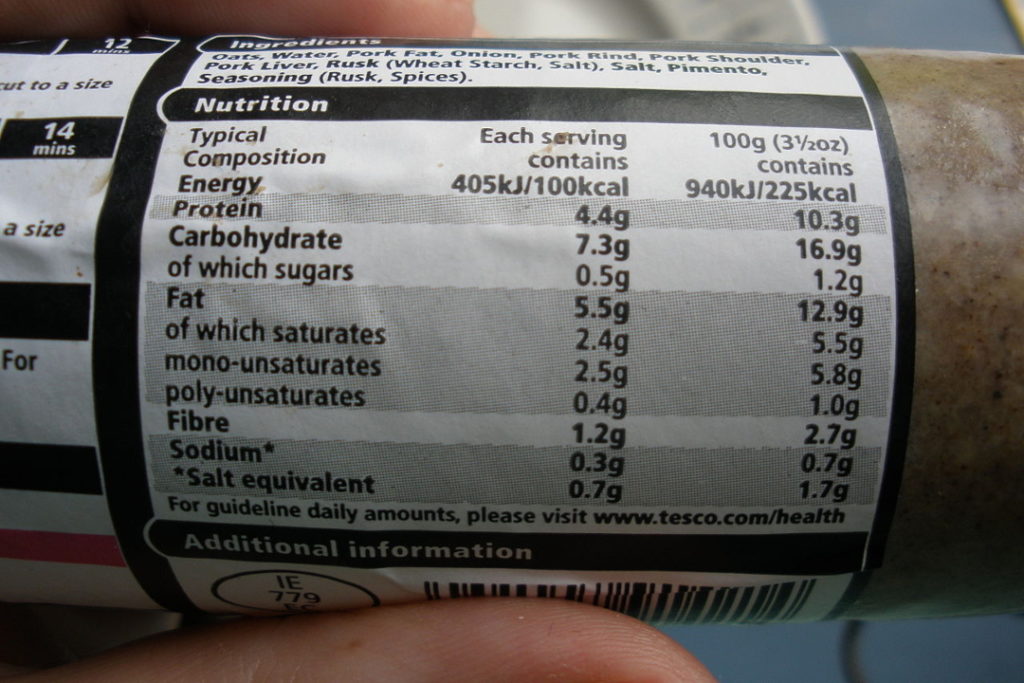 12
mins
cut to a size
14
mins
a size
For
Ingredients
Oats, Water, Pork Fat, Onion, Pork Rind, Pork Shoulder,
Pork Liver, Rusk (Wheat Starch, Salt), Salt, Pimento,
Seasoning (Rusk, Spices).
Nutrition
Typical Each serving 100g (3½oz)
Composition contains contains
Energy 405kJ/100kcal 940kJ/225kcal
Protein 4.4g 10.3g
Carbohydrate 7.3g 16.9g
of which sugars 0.5g 1.2g
Fat 5.5g 12.9g
of which saturates 2.4g 5.5g
mono-unsaturates 2.5g 5.8g
poly-unsaturates 0.4g 1.0g
Fibre 1.2g 2.7g
Sodium* 0.3g 0.7g
*Salt equivalent 0.7g 1.7g
For guideline daily amounts, please visit www.tesco.com/health
Additional information
IE
779
EC